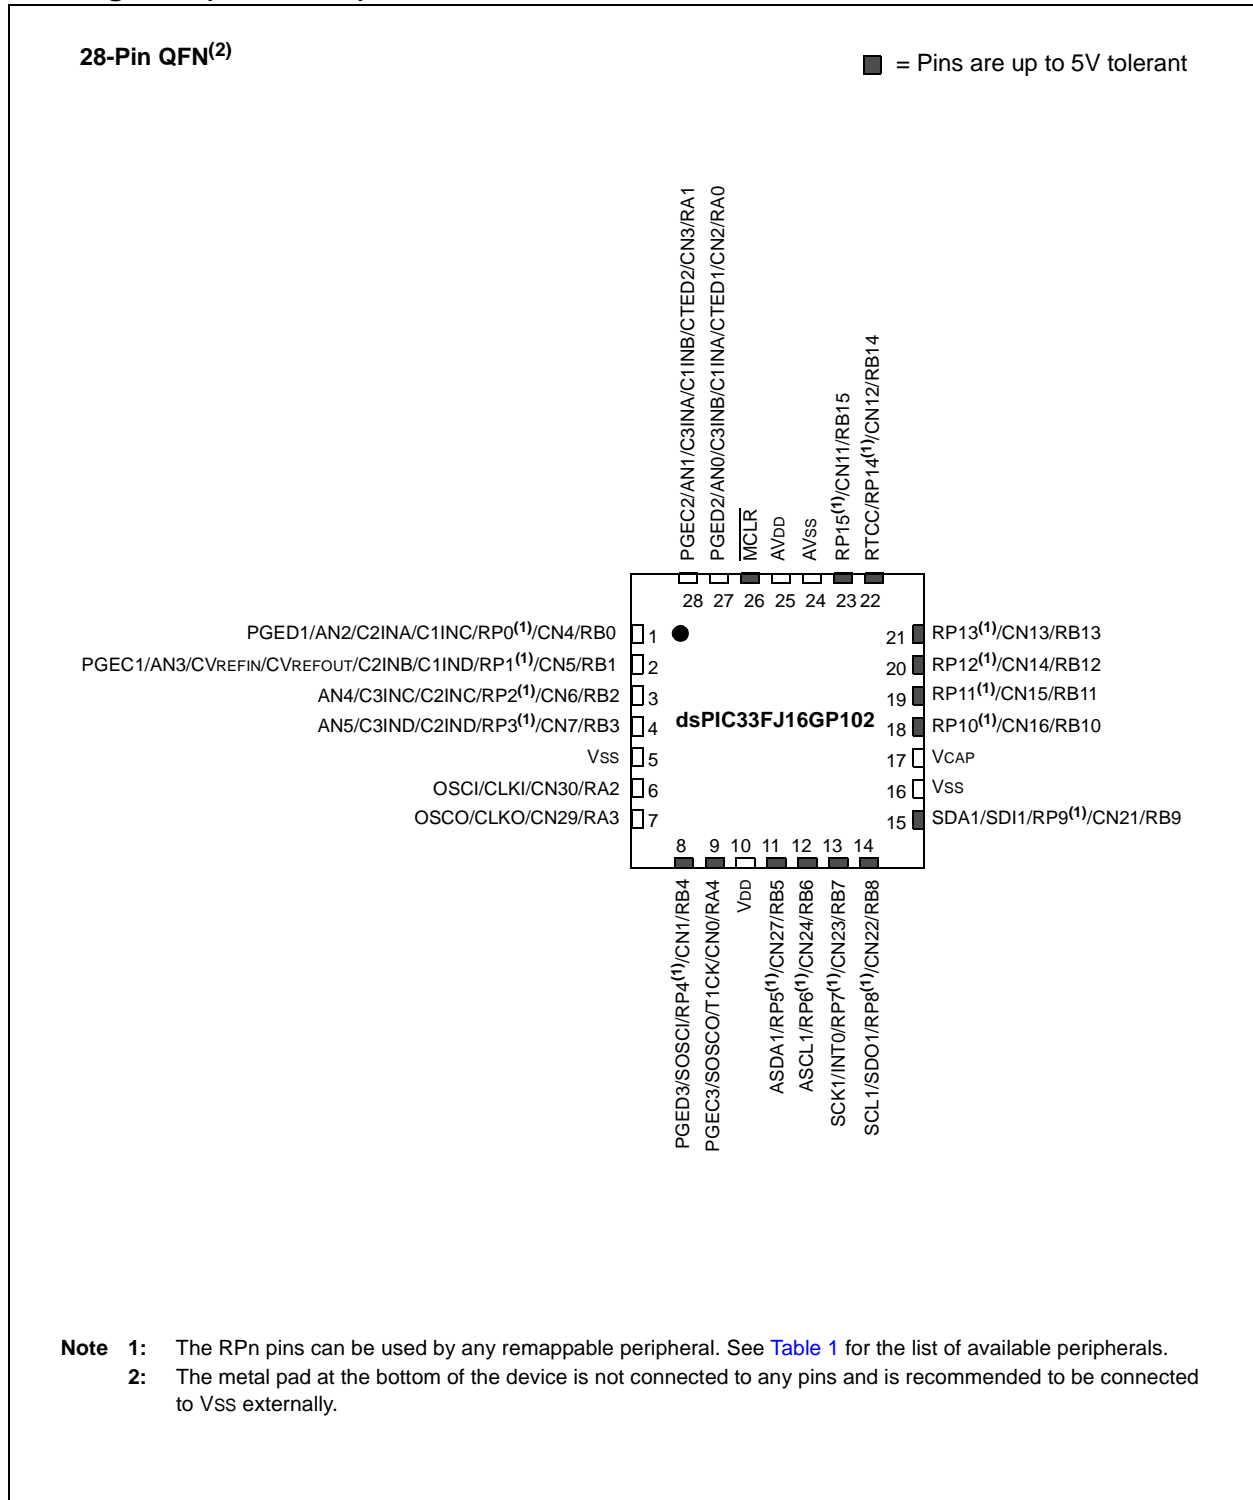 28-Pin QFN(2)
= Pins are up to 5V tolerant
PGEC2/AN1/C3INA/C1INB/CTED2/CN3/RA1
PGED2/AN0/C3INB/C1INA/CTED1/CN2/RA0
MCLR
AVDD
AVSS
RP15(1)/CN11/RB15
RTCC/RP14(1)/CN12/RB14
28 27 26 25 24 23 22
PGED1/AN2/C2INA/C1INC/RP0(1)/CN4/RB0 1
PGEC1/AN3/CVREFIN/CVREFOUT/C2INB/C1IND/RP1(1)/CN5/RB1 2
AN4/C3INC/C2INC/RP2(1)/CN6/RB2 3
AN5/C3IND/C2IND/RP3(1)/CN7/RB3 4
VSS 5
OSCI/CLKI/CN30/RA2 6
OSCO/CLKO/CN29/RA3 7
dsPIC33FJ16GP102
21 RP13(1)/CN13/RB13
20 RP12(1)/CN14/RB12
19 RP11(1)/CN15/RB11
18 RP10(1)/CN16/RB10
17 VCAP
16 VSS
15 SDA1/SDI1/RP9(1)/CN21/RB9
8 9 10 11 12 13 14
PGED3/SOSCI/RP4(1)/CN1/RB4
PGEC3/SOSCO/T1CK/CN0/RA4
VDD
ASDA1/RP5(1)/CN27/RB5
ASCL1/RP6(1)/CN24/RB6
SCK1/INT0/RP7(1)/CN23/RB7
SCL1/SDO1/RP8(1)/CN22/RB8
Note 1: The RPn pins can be used by any remappable peripheral. See Table 1 for the list of available peripherals.
2: The metal pad at the bottom of the device is not connected to any pins and is recommended to be connected
to VSS externally.